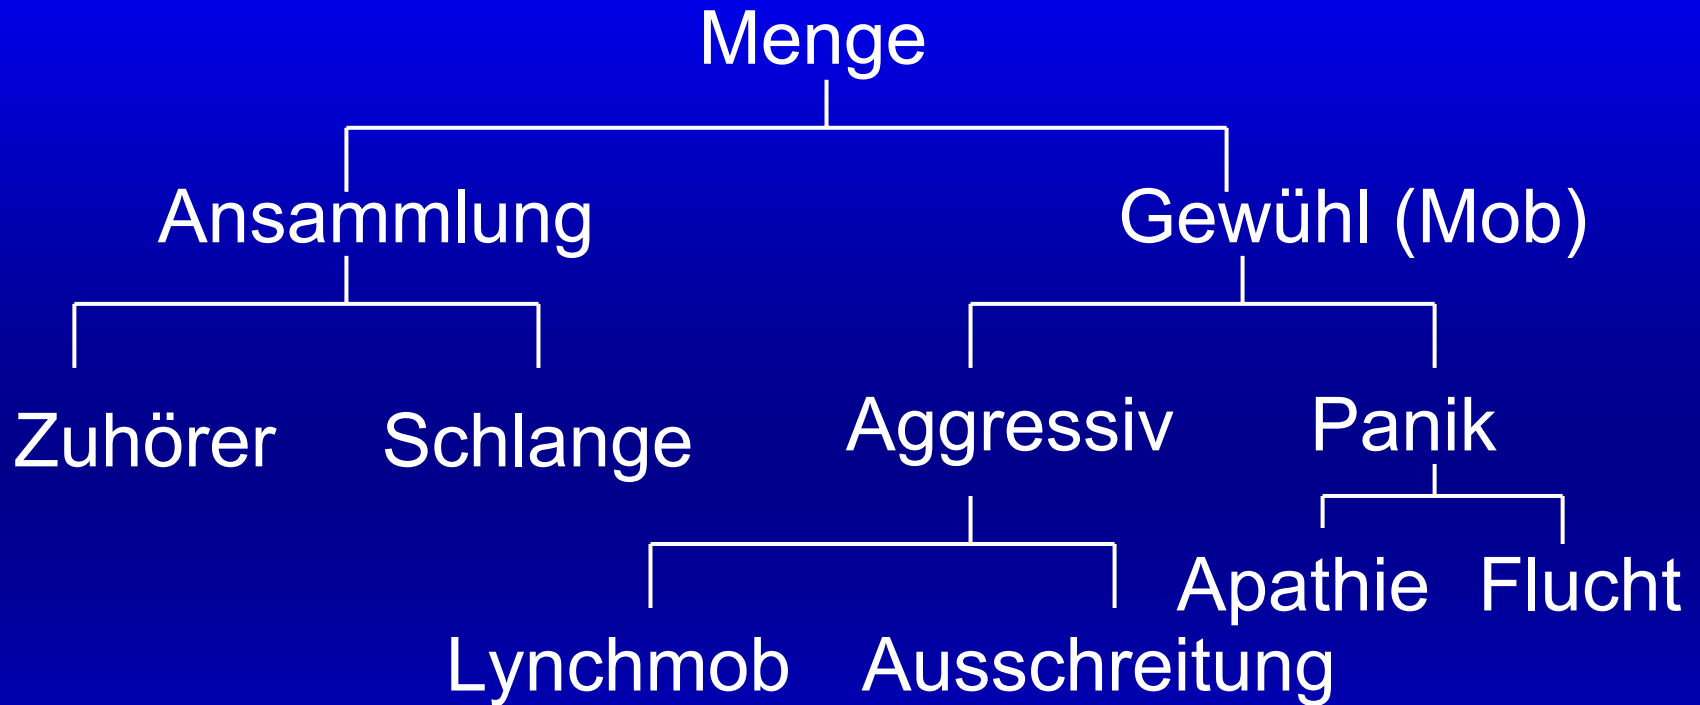 Menge
Ansammlung Gewühl (Mob)
Zuhörer Schlange Aggressiv Panik
Apathie Flucht
Lynchmob Ausschreitung